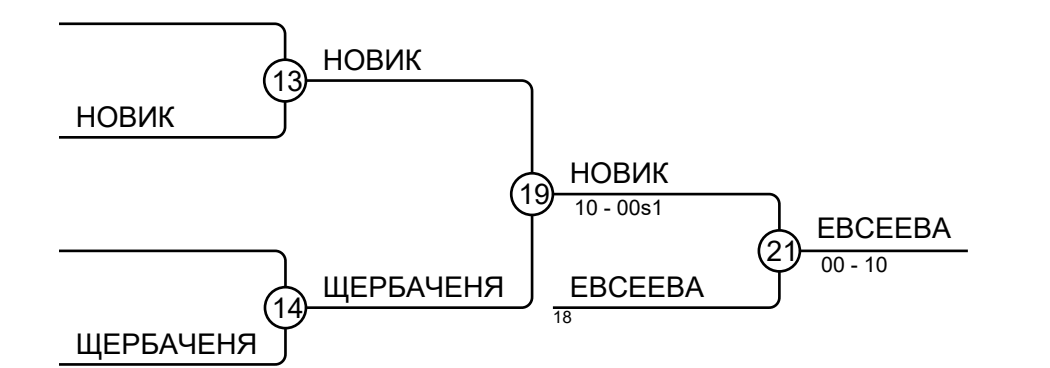 НОВИК
13
НОВИК
НОВИК
19
10 - 00s1
ЕВСЕЕВА
21
00 - 10
ЩЕРБАЧЕНЯ
14
ЕВСЕЕВА
18
ЩЕРБАЧЕНЯ